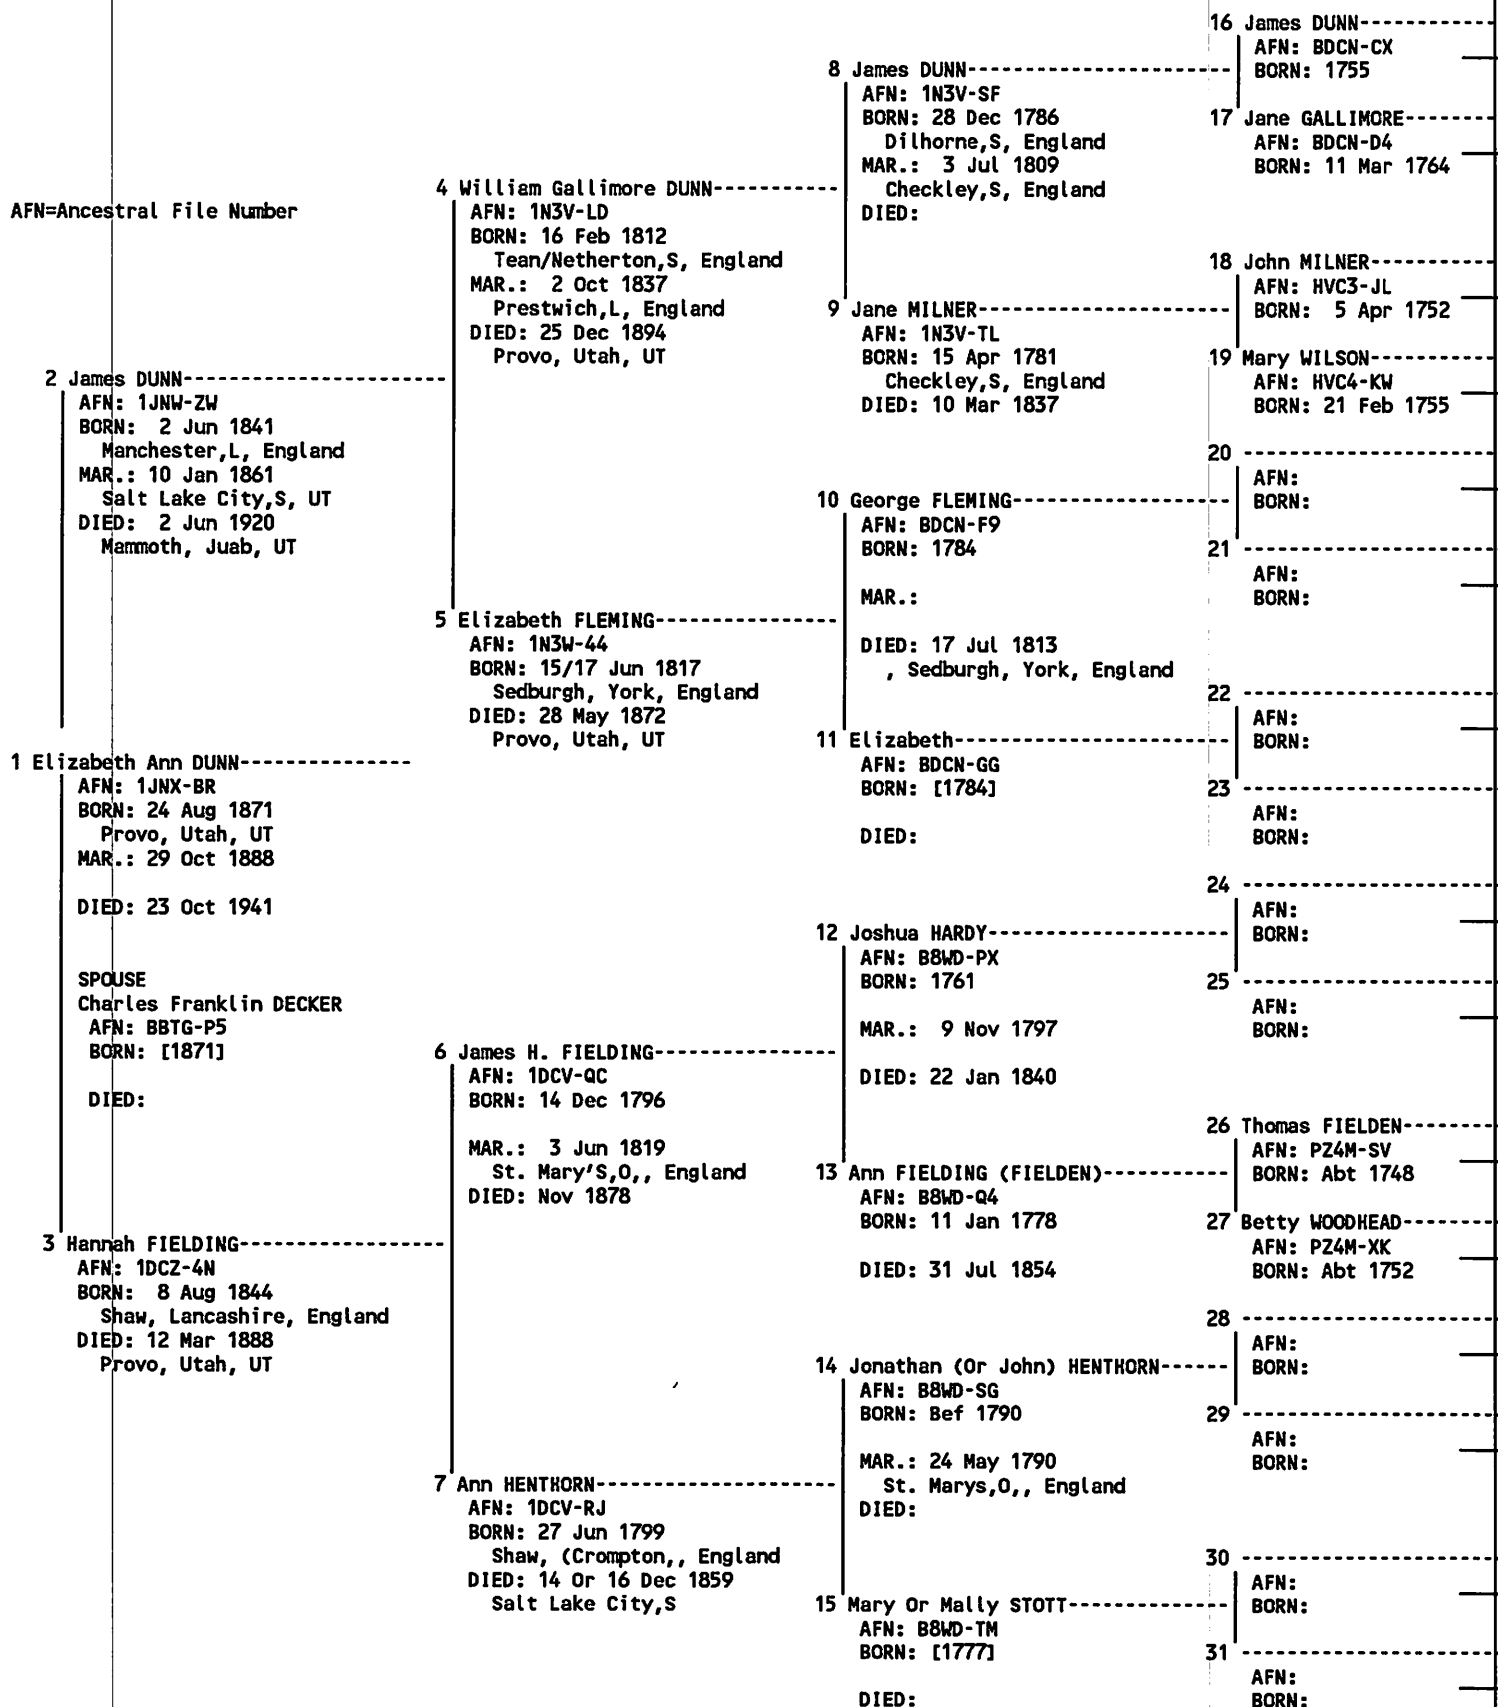 AFN=Ancestral File Number
1 Elizabeth Ann DUNN--------------
AFN: 1JNX-BR
BORN: 24 Aug 1871
Provo, Utah, UT
MAR.: 29 Oct 1888
DIED: 23 Oct 1941
SPOUSE
Charles Franklin DECKER
AFN: BBTG-P5
BORN: [1871]
DIED:
2 James DUNN----------------------
AFN: 1JNW-ZW
BORN: 2 Jun 1841
Manchester,L, England
MAR.: 10 Jan 1861
Salt Lake City,S, UT
DIED: 2 Jun 1920
Mammoth, Juab, UT
3 Hannah FIELDING-----------------
AFN: 1DCZ-4N
BORN: 8 Aug 1844
Shaw, Lancashire, England
DIED: 12 Mar 1888
Provo, Utah, UT
4 William Gallimore DUNN----------
AFN: 1N3V-LD
BORN: 16 Feb 1812
Tean/Netherton,S, England
MAR.: 2 Oct 1837
Prestwich,L, England
DIED: 25 Dec 1894
Provo, Utah, UT
5 Elizabeth FLEMING---------------
AFN: 1N3W-44
BORN: 15/17 Jun 1817
Sedburgh, York, England
DIED: 28 May 1872
Provo, Utah, UT
6 James H. FIELDING---------------
AFN: 1DCV-QC
BORN: 14 Dec 1796
MAR.: 3 Jun 1819
St. Mary'S,O,, England
DIED: Nov 1878
7 Ann HENTHORN------------------
AFN: 1DCV-RJ
BORN: 27 Jun 1799
Shaw, (Crompton,, England
DIED: 14 Or 16 Dec 1859
Salt Lake City,S
8 James DUNN----------------------
AFN: 1N3V-SF
BORN: 28 Dec 1786
Dilhorne,S, England
MAR.: 3 Jul 1809
Checkley,S, England
DIED:
9 Jane MILNER---------------------
AFN: 1N3V-TL
BORN: 15 Apr 1781
Checkley,S, England
DIED: 10 Mar 1837
10 George FLEMING------------------
AFN: BDCN-F9
BORN: 1784
MAR.:
DIED: 17 Jul 1813
, Sedburgh, York, England
11 Elizabeth-----------------------
AFN: BDCN-GG
BORN: [1784]
DIED:
12 Joshua HARDY--------------------
AFN: B8WD-PX
BORN: 1761
MAR.: 9 Nov 1797
DIED: 22 Jan 1840
13 Ann FIELDING (FIELDEN)----------
AFN: B8WD-Q4
BORN: 11 Jan 1778
DIED: 31 Jul 1854
14 Jonathan (Or John) HENTHORN------
AFN: B8WD-SG
BORN: Bef 1790
MAR.: 24 May 1790
St. Marys,O,, England
DIED:
15 Mary Or Mally STOTT-------------
AFN: B8WD-TM
BORN: [1777]
DIED:
16 James DUNN-----------
AFN: BDCN-CX
BORN: 1755
17 Jane GALLIMORE-------
AFN: BDCN-D4
BORN: 11 Mar 1764
18 John MILNER----------
AFN: HVC3-JL
BORN: 5 Apr 1752
19 Mary WILSON----------
AFN: HVC4-KW
BORN: 21 Feb 1755
20 ---------------------
AFN:
BORN:
21 ---------------------
AFN:
BORN:
22 ---------------------
AFN:
BORN:
23 ---------------------
AFN:
BORN:
24 ---------------------
AFN:
BORN:
25 ---------------------
AFN:
BORN:
26 Thomas FIELDEN-------
AFN: PZ4M-SV
BORN: Abt 1748
27 Betty WOODHEAD-------
AFN: PZ4M-XK
BORN: Abt 1752
28 ---------------------
AFN:
BORN:
29 ---------------------
AFN:
BORN:
30 ---------------------
AFN:
BORN:
31 ---------------------
AFN:
BORN: